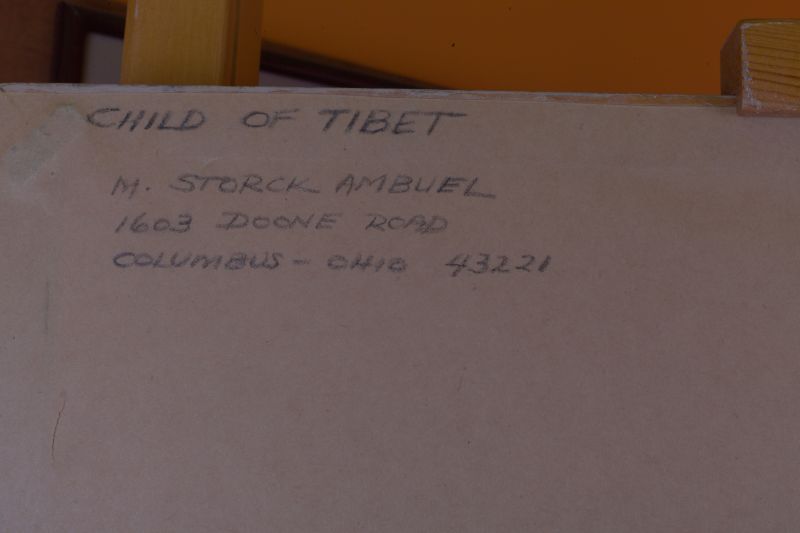 CHILD OF TIBET
M. STORCK AMBUEL
1603 DOONE ROAD
COLUMBUS - OHIO 43221